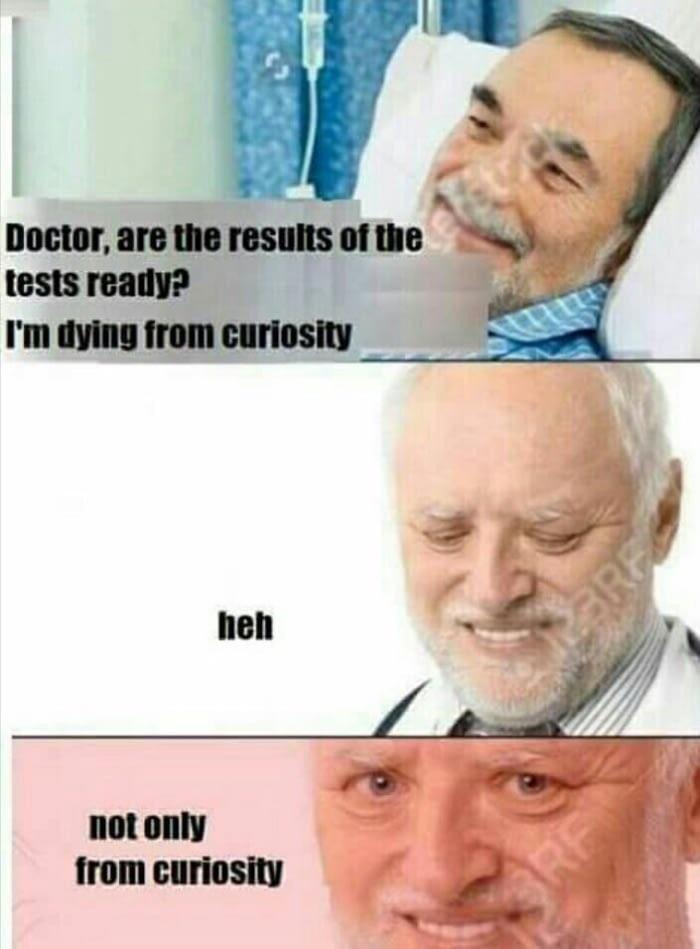 Doctor, are the results of the
tests ready?
I'm dying from curiosity
heh
not only
from curiosity